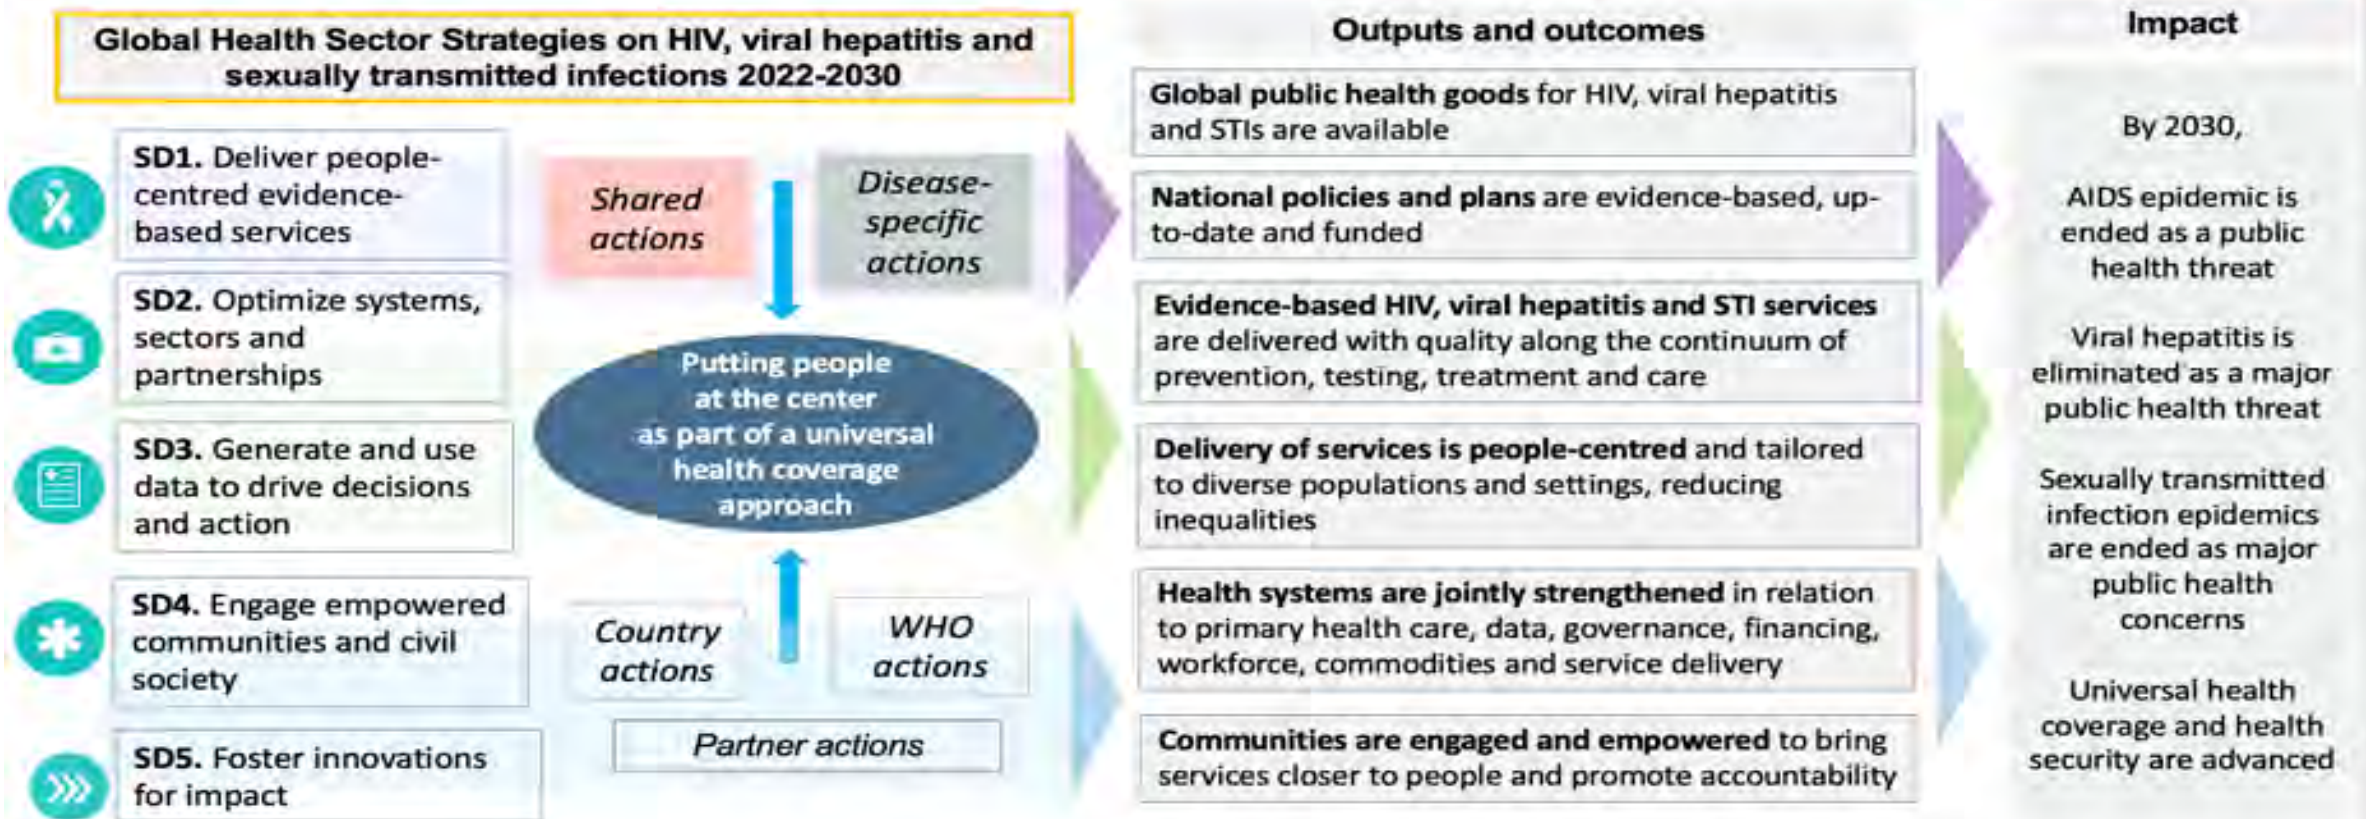 Global Health Sector Strategies on HIV, viral hepatitis and
sexually transmitted infections 2022-2030
SD1. Deliver people-
centred evidence-
based services
SD2. Optimize systems,
sectors and
partnerships
SD3. Generate and use
data to drive decisions
and action
SD4. Engage empowered
communities and civil
society
SD5. Foster innovations
for impact
Shared
actions
Disease-
specific
actions
Putting people
at the center
as part of a universal
health coverage
approach
Country
actions
WHO
actions
Partner actions
Outputs and outcomes
Global public health goods for HIV, viral hepatitis
and STIs are available
National policies and plans are evidence-based, up-
to-date and funded
Evidence-based HIV, viral hepatitis and STI services
are delivered with quality along the continuum of
prevention, testing, treatment and care
Delivery of services is people-centred and tailored
to diverse populations and settings, reducing
inequalities
Health systems are jointly strengthened in relation
to primary health care, data, governance, financing,
workforce, commodities and service delivery
Communities are engaged and empowered to bring
services closer to people and promote accountability
Impact
By 2030,
AIDS epidemic is
ended as a public
health threat
Viral hepatitis is
eliminated as a major
public health threat
Sexually transmitted
infection epidemics
are ended as major
public health
concerns
Universal health
coverage and health
security are advanced